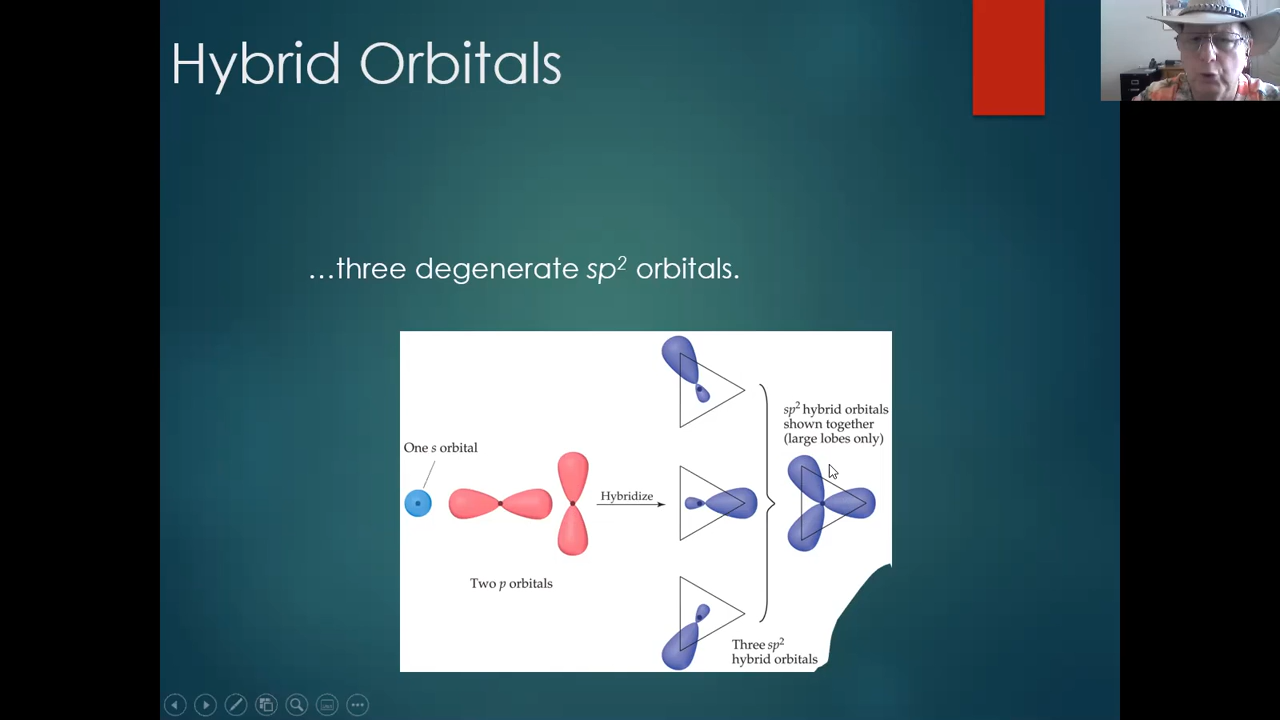 Hybrid Orbitals
…three degenerate sp² orbitals.
One s orbital
Two p orbitals
Hybridize
sp² hybrid orbitals
shown together
(large lobes only)
Three sp²
hybrid orbitals